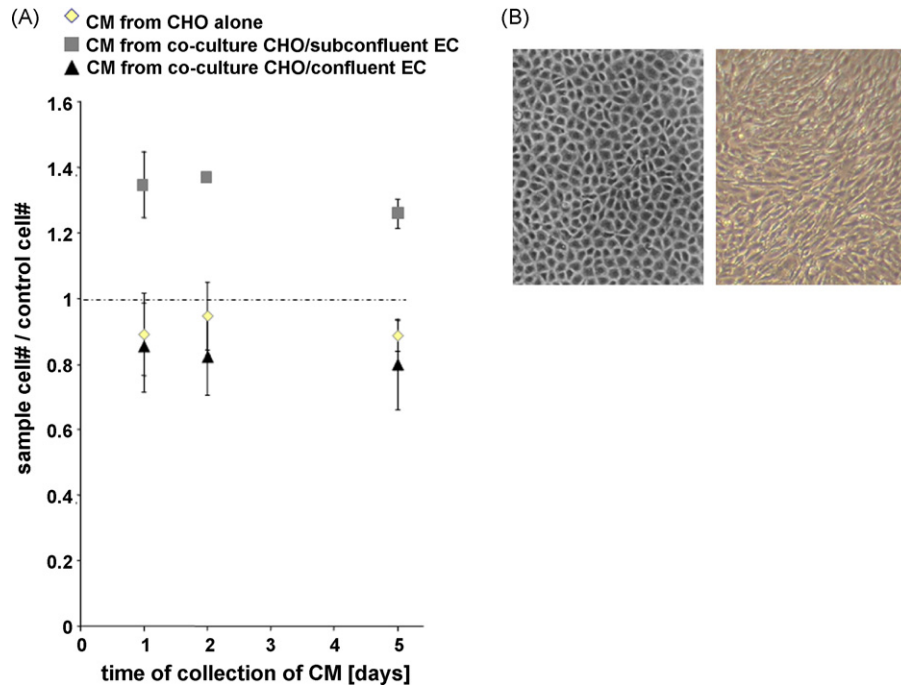 (A)
CM from CHO alone
CM from co-culture CHO/subconfluent EC
CM from co-culture CHO/confluent EC
1.6
1.4
1.2
1
0.8
0.6
0.4
0.2
0
sample cell# / control cell#
0 1 2 3 4 5
time of collection of CM [days]
(B)